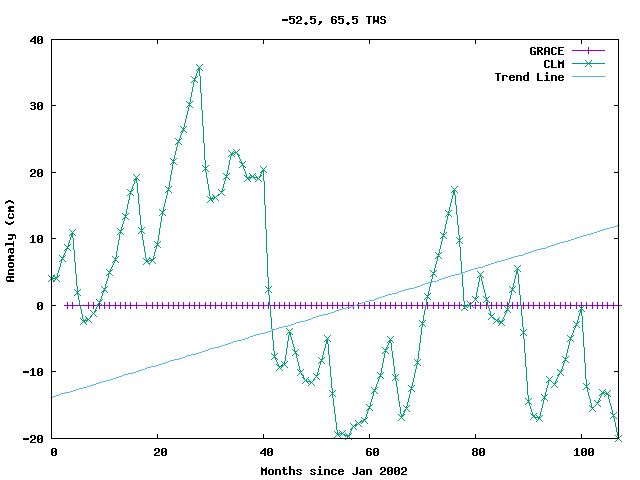 -52.5, 65.5 TWS
GRACE
CLM
Trend Line
40
30
20
10
0
-10
-20
Anomaly (cm)
0 20 40 60 80 100
Months since Jan 2002